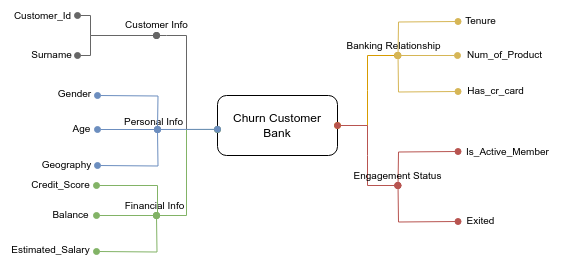 Customer_Id
Customer Info
Surname
Gender
Personal Info
Age
Geography
Credit_Score
Financial Info
Balance
Estimated_Salary
Churn Customer
Bank
Tenure
Banking Relationship
Num_of_Product
Has_cr_card
Is_Active_Member
Engagement Status
Exited